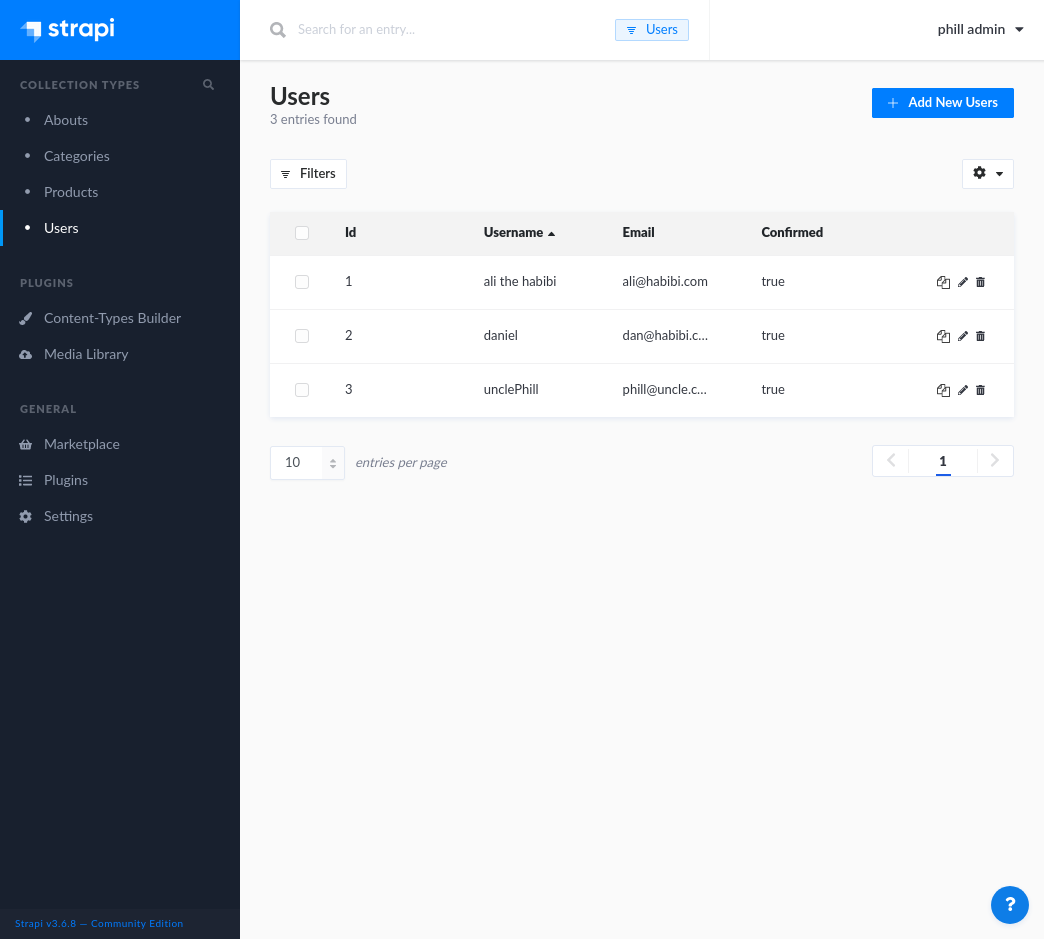 strapi
Search for an entry...
Users
phill admin
COLLECTION TYPES
Abouts
Categories
Products
Users
PLUGINS
Content-Types Builder
Media Library
GENERAL
Marketplace
Plugins
Settings
Strapi v3.6.8 — Community Edition
Users
3 entries found
Add New Users
Filters
Id Username Email Confirmed
1 ali the habibi ali@habibi.com true
2 daniel dan@habibi.c... true
3 unclePhill phill@uncle.c... true
10 entries per page
1
?